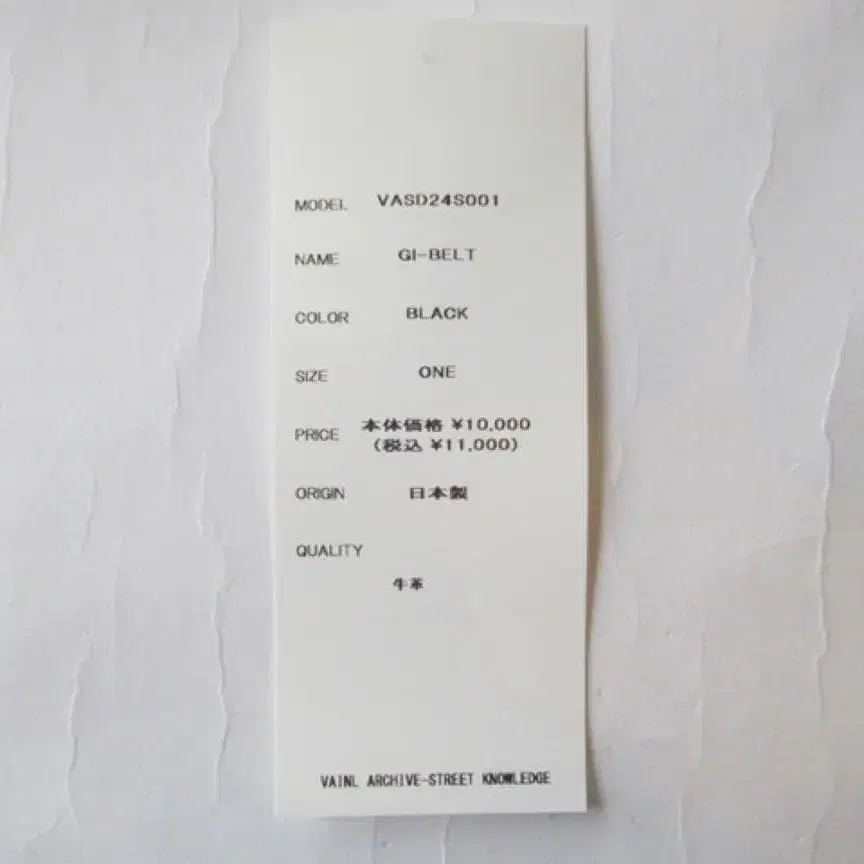 MODEL VASD24S001
NAME GI-BELT
COLOR BLACK
SIZE ONE
PRICE 本体価格 ¥10,000
(税込 ¥11,000)
ORIGIN 日本製
QUALITY
牛革
VAINL ARCHIVE-STREET KNOWLEDGE